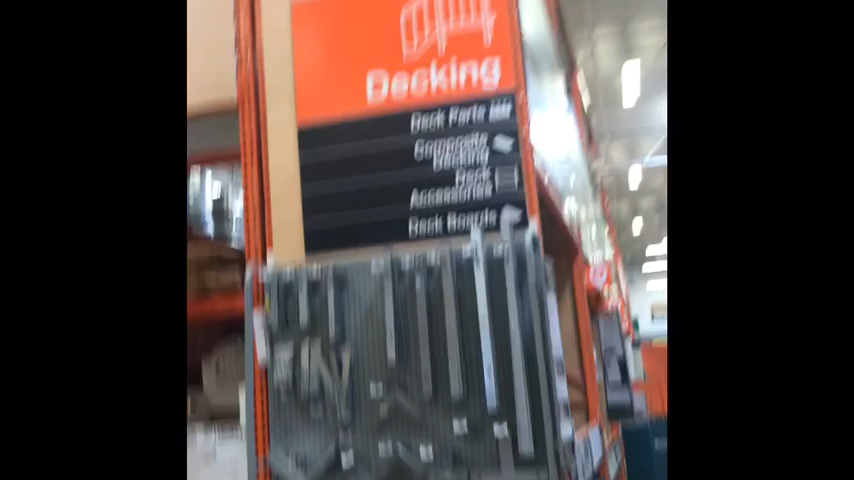 Decking
Deck Parts
Composite
Decking
Deck
Accessories
Deck Boards